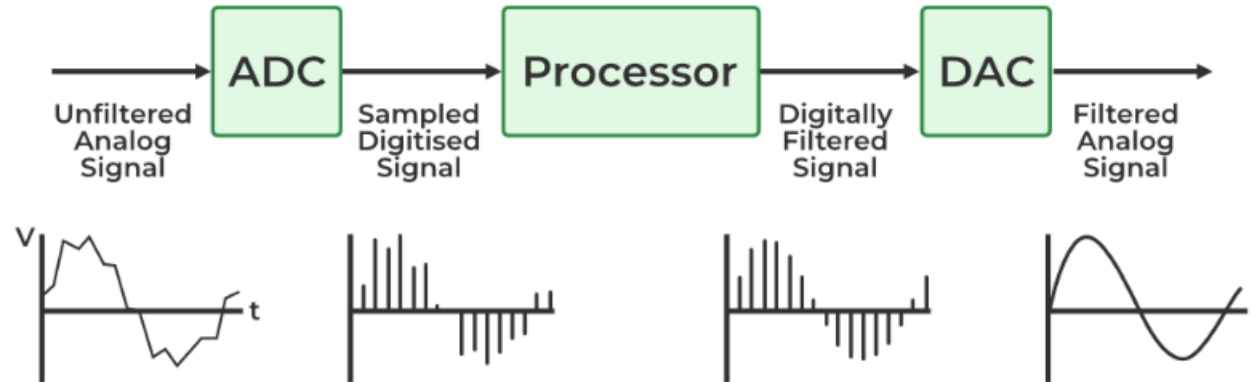 ADC
Processor
DAC
Unfiltered
Analog
Signal
Sampled
Digitised
Signal
Digitally
Filtered
Signal
Filtered
Analog
Signal
V
t